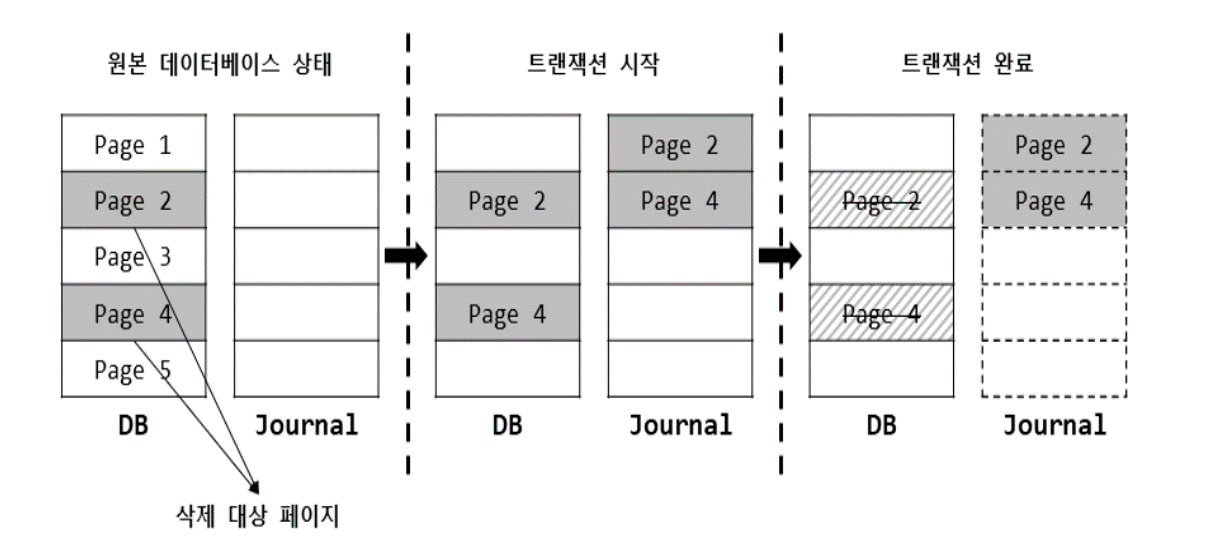 원본 데이터베이스 상태
트랜잭션 시작
트랜잭션 완료
Page 1
Page 2
Page 3
Page 4
Page 5
DB
Journal
Page 2
Page 4
DB
Page 2
Page 4
Journal
Page 2
Page 4
DB
Page 2
Page 4
Journal
삭제 대상 페이지